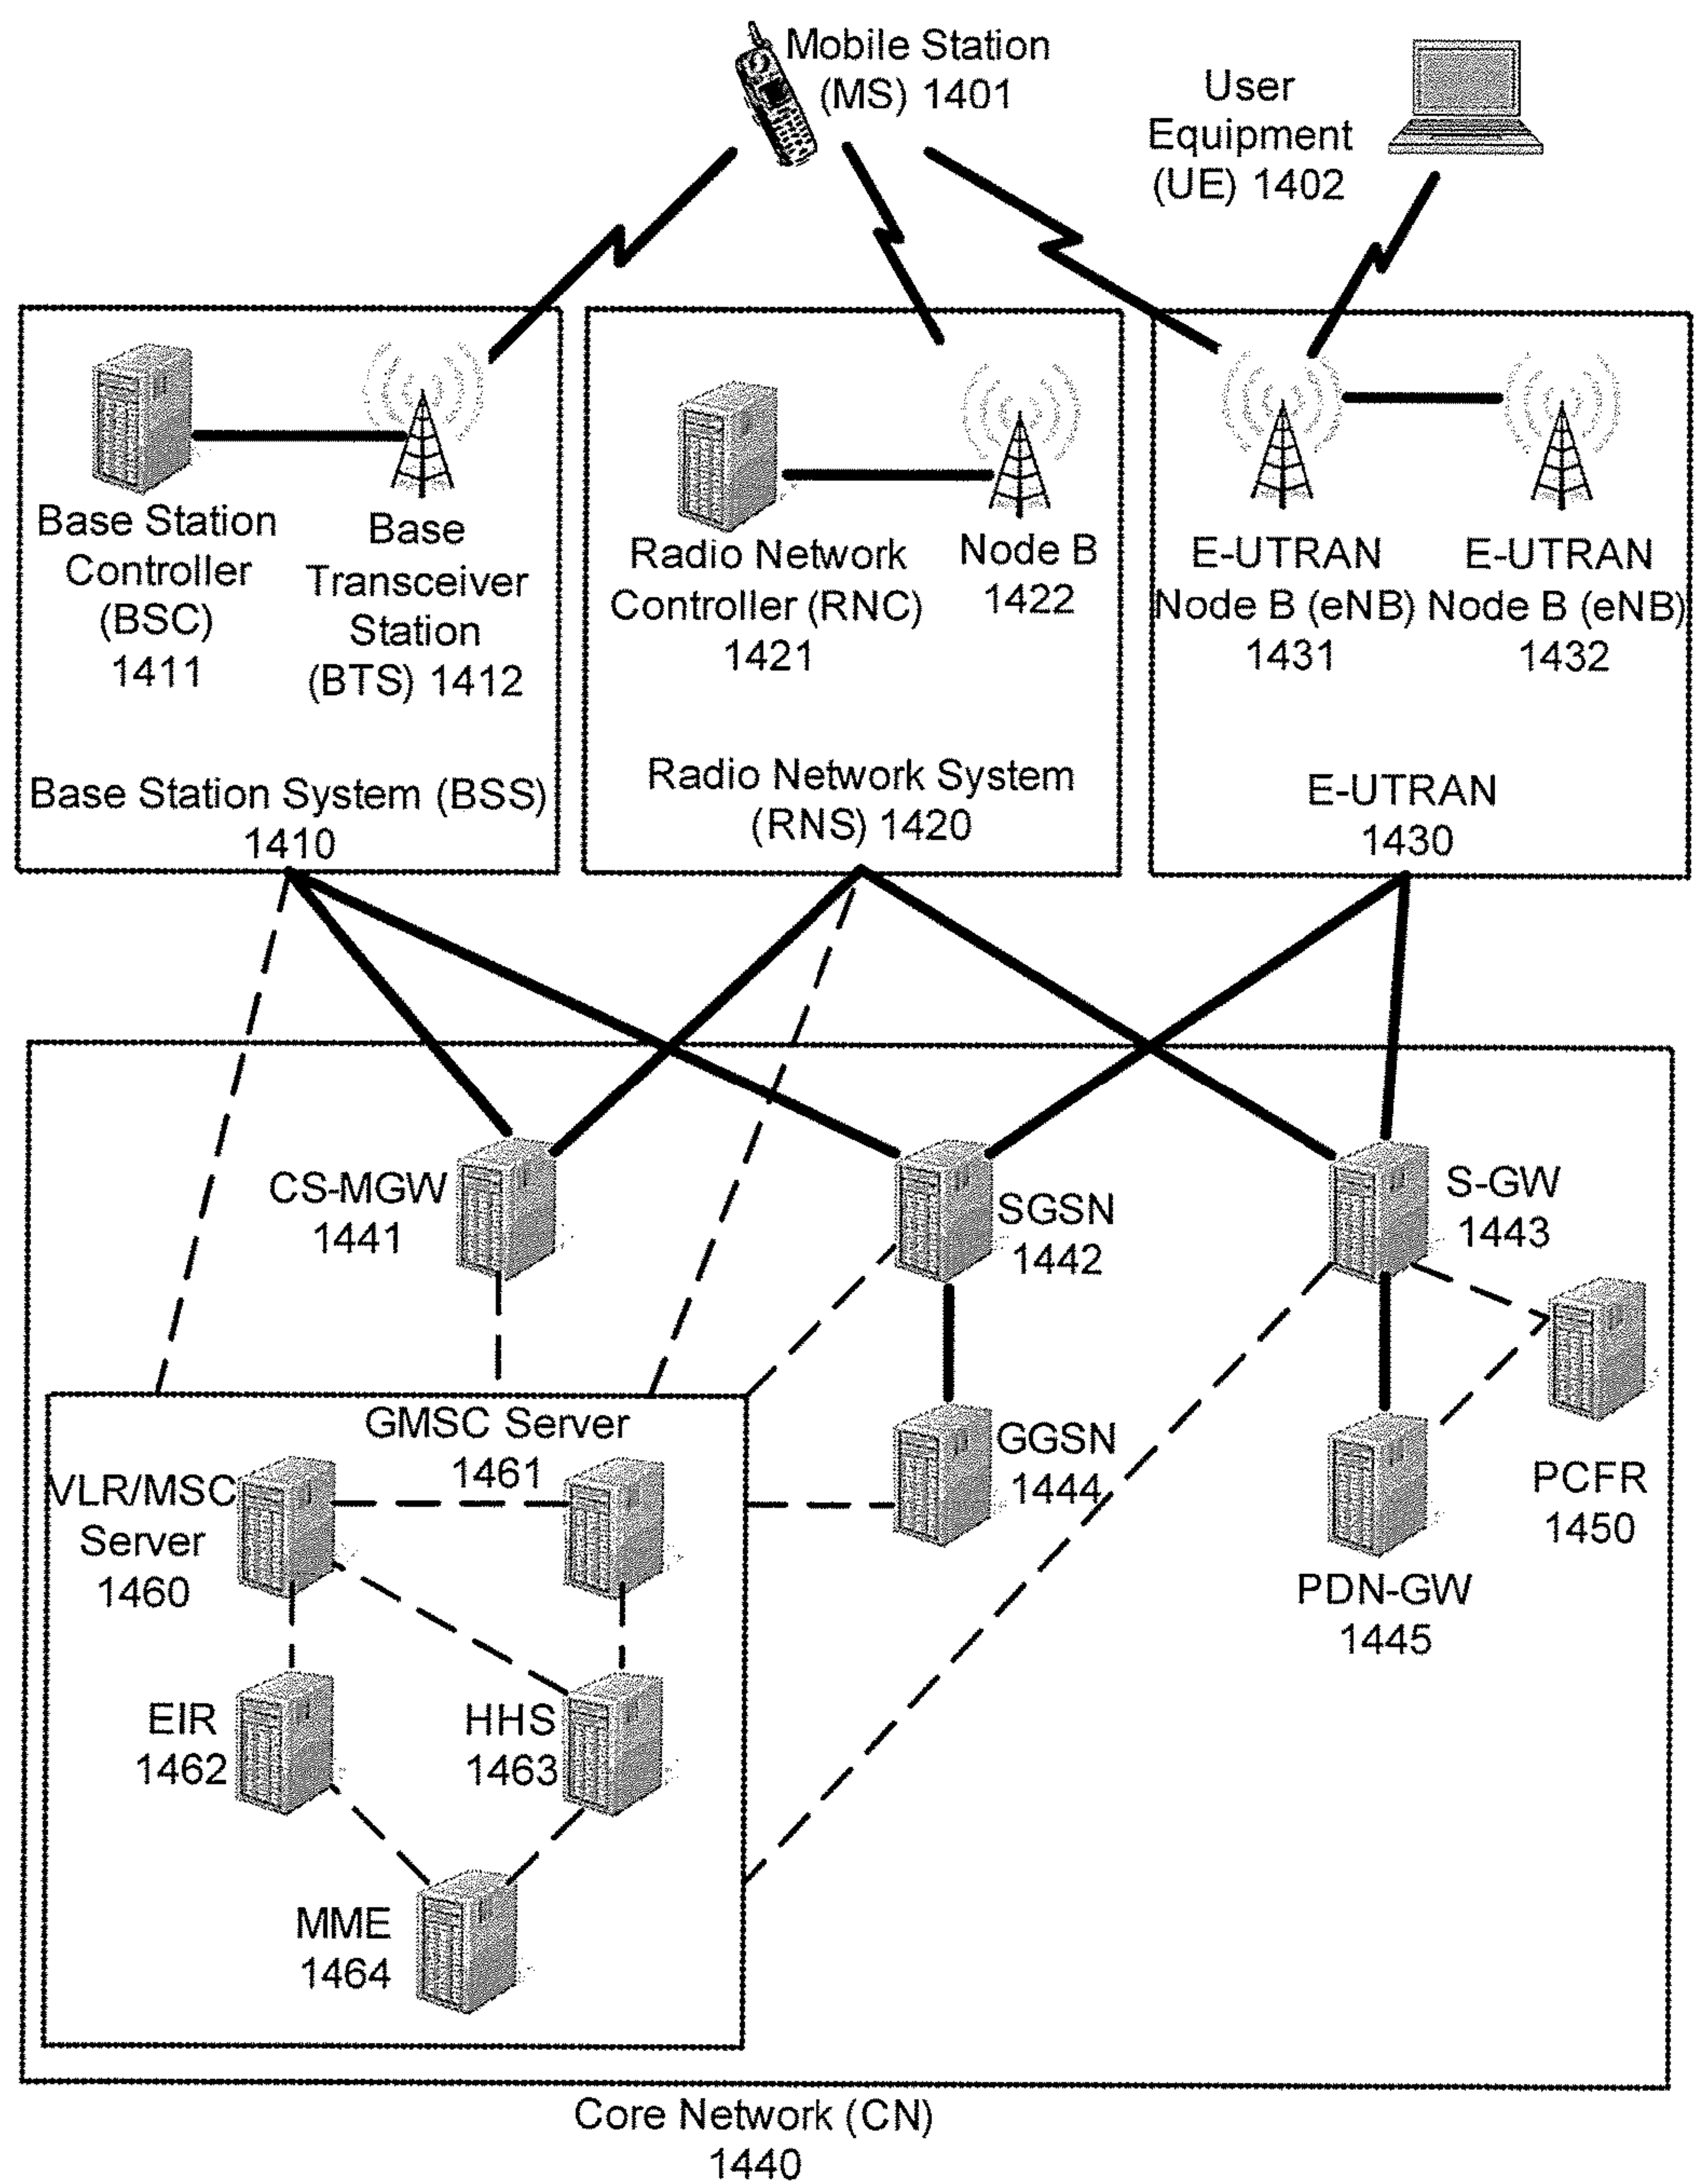 Mobile Station
(MS) 1401
User
Equipment
(UE) 1402
Base Station
Controller
(BSC)
1411
Base
Transceiver
Station
(BTS) 1412
Base Station System (BSS)
1410
Radio Network
Controller (RNC)
1421
Node B
1422
Radio Network System
(RNS) 1420
E-UTRAN
Node B (eNB)
1431
E-UTRAN
Node B (eNB)
1432
E-UTRAN
1430
CS-MGW
1441
SGSN
1442
S-GW
1443
GMSC Server
1461
VLR/MSC
Server
1460
GGSN
1444
PCFR
1450
PDN-GW
1445
EIR
1462
HHS
1463
MME
1464
Core Network (CN)
1440